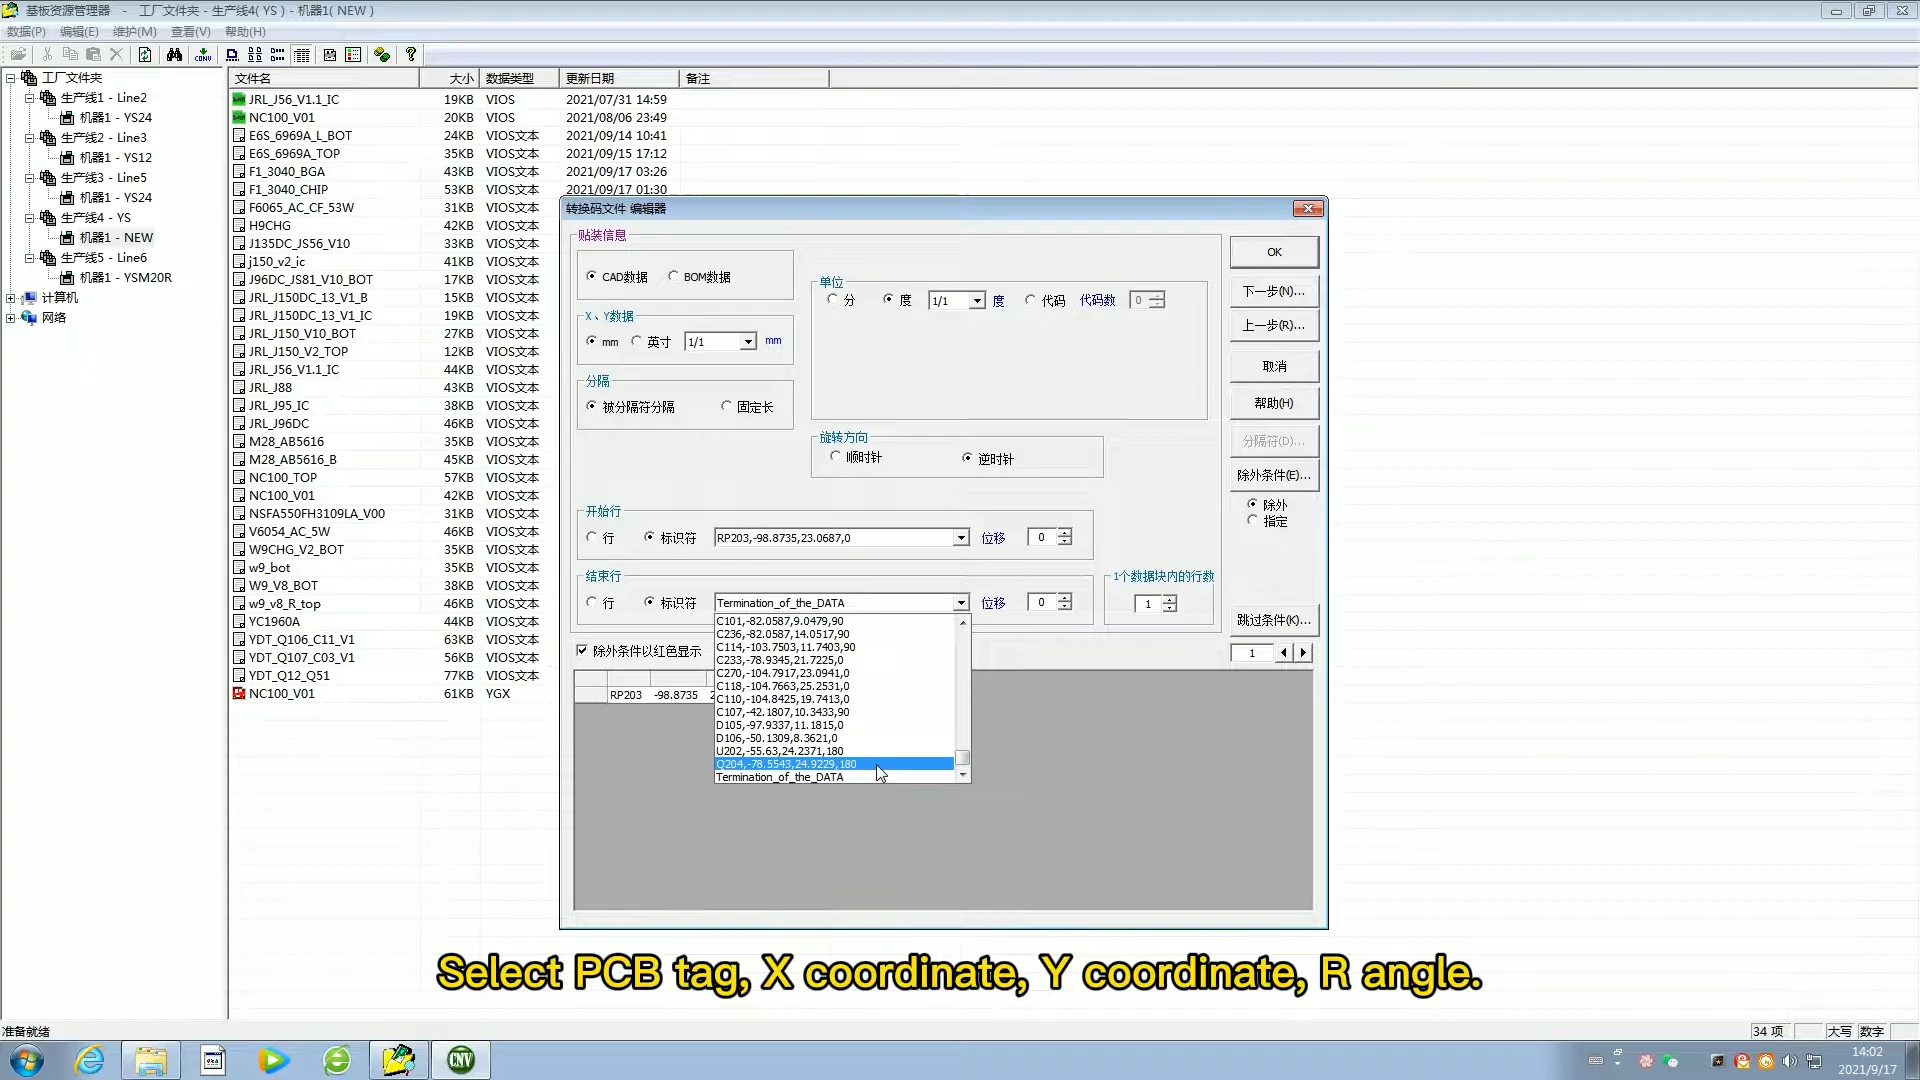 基板资源管理器 - 工厂文件夹 - 生产线4( YS ) - 机器1( NEW )
数据(P) 编辑(E) 维护(M) 查看(V) 帮助(H)
CONV
工厂文件夹
生产线1 - Line2
机器1 - YS24
生产线2 - Line3
机器1 - YS12
生产线3 - Line5
机器1 - YS24
生产线4 - YS
机器1 - NEW
生产线5 - Line6
机器1 - YSM20R
计算机
网络
文件名 大小 数据类型 更新日期 备注
JRL_J56_V1.1_IC 19KB VIOS 2021/07/31 14:59
NC100_V01 20KB VIOS 2021/08/06 23:49
E6S_6969A_L_BOT 24KB VIOS文本 2021/09/14 10:41
E6S_6969A_TOP 35KB VIOS文本 2021/09/15 17:12
F1_3040_BGA 43KB VIOS文本 2021/09/17 03:26
F1_3040_CHIP 53KB VIOS文本 2021/09/17 01:30
F6065_AC_CF_53W 31KB VIOS文本
H9CHG 42KB VIOS文本
J135DC_JS56_V10 33KB VIOS文本
j150_v2_ic 41KB VIOS文本
J96DC_JS81_V10_BOT 17KB VIOS文本
JRL_J150DC_13_V1_B 15KB VIOS文本
JRL_J150DC_13_V1_IC 19KB VIOS文本
JRL_J150_V10_BOT 27KB VIOS文本
JRL_J150_V2_TOP 12KB VIOS文本
JRL_J56_V1.1_IC 44KB VIOS文本
JRL_J88 43KB VIOS文本
JRL_J95_IC 38KB VIOS文本
JRL_J96DC 46KB VIOS文本
M28_AB5616 35KB VIOS文本
M28_AB5616_B 45KB VIOS文本
NC100_TOP 57KB VIOS文本
NC100_V01 42KB VIOS文本
NSFA550FH3109LA_V00 31KB VIOS文本
V6054_AC_5W 46KB VIOS文本
W9CHG_V2_BOT 35KB VIOS文本
w9_bot 35KB VIOS文本
W9_V8_BOT 38KB VIOS文本
w9_v8_R_top 46KB VIOS文本
YC1960A 44KB VIOS文本
YDT_Q106_C11_V1 63KB VIOS文本
YDT_Q107_C03_V1 56KB VIOS文本
YDT_Q12_Q51 77KB VIOS文本
NC100_V01 61KB YGX
转换码文件 编辑器
贴装信息
CAD数据 BOM数据
X、Y数据
mm 英寸 1/1 mm
分隔
被分隔符分隔 固定长
单位
分 度 1/1 度 代码 代码数 0
旋转方向
顺时针 逆时针
开始行
行 标识符 RP203,-98.8735,23.0687,0 位移 0
结束行
行 标识符 Termination_of_the_DATA 位移 0
1个数据块内的行数
1
C101,-82.0587,9.0479,90
C236,-82.0587,14.0517,90
C114,-103.7503,11.7403,90
C233,-78.9345,21.7225,0
C270,-104.7917,23.0941,0
C118,-104.7663,25.2531,0
C110,-104.8425,19.7413,0
C107,-42.1807,10.3433,90
D105,-97.9337,11.1815,0
D106,-50.1309,8.3621,0
U202,-55.63,24.2371,180
Q204,-78.5543,24.9229,180
Termination_of_the_DATA
除外条件以红色显示
RP203 -98.8735 2
OK
下一步(N)...
上一步(R)...
取消
帮助(H)
分隔符(D)...
除外条件(E)...
除外
指定
跳过条件(K)...
1
Select PCB tag, X coordinate, Y coordinate, R angle.
准备就绪 34 项 大写 数字
CNV
14:02
2021/9/17